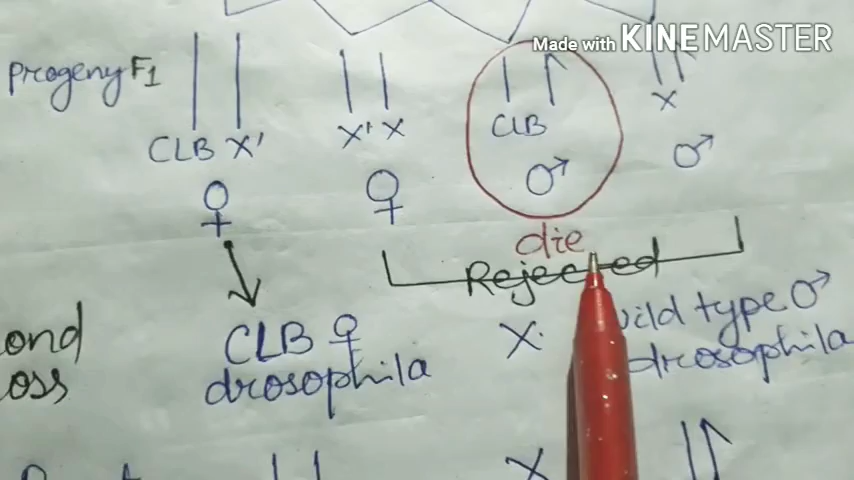 Made with KINEMASTER
Progeny F1
CLB X'
X' X
CLB
X
♀
♀
♂
♂
die
Rejected
ond
oss
CLB ♀
drosophila
X
wild type ♂
drosophila
X